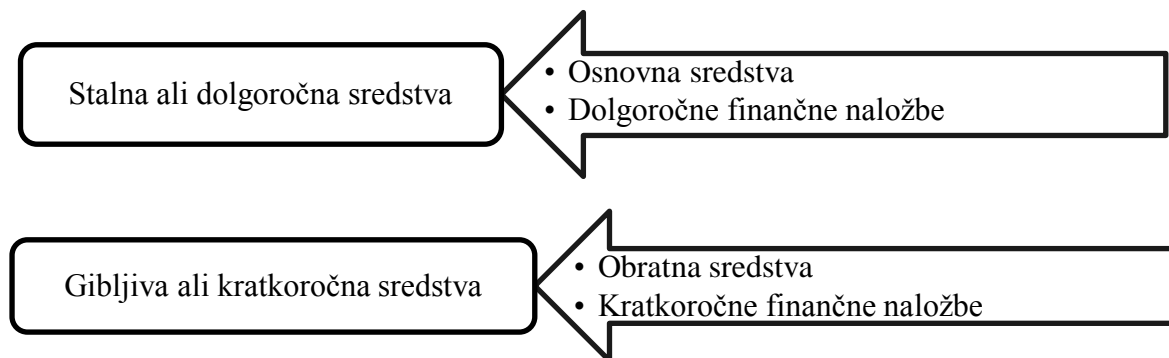 Stalna ali dolgoročna sredstva
• Osnovna sredstva
• Dolgoročne finančne naložbe
Gibljiva ali kratkoročna sredstva
• Obratna sredstva
• Kratkoročne finančne naložbe